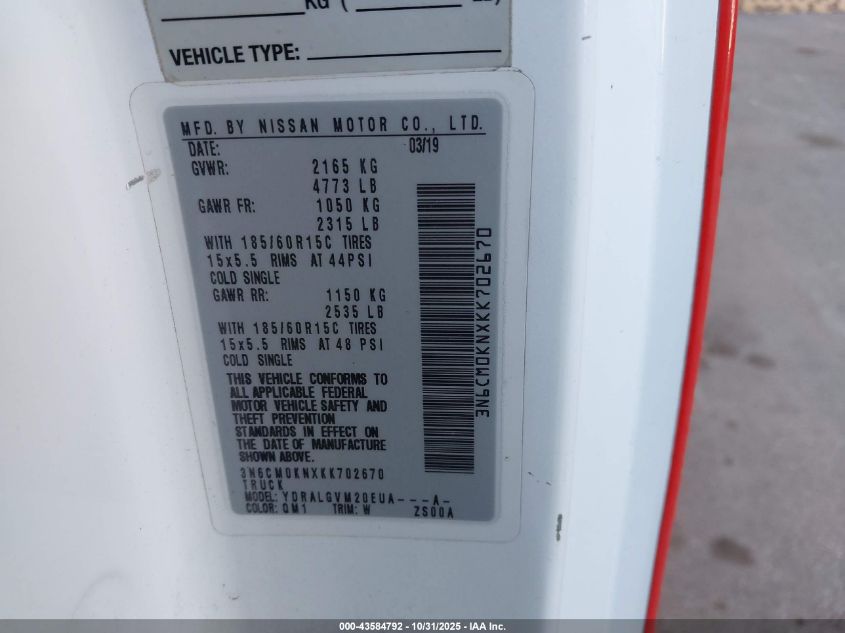 KG (
VEHICLE TYPE:
MFD. BY NISSAN MOTOR CO., LTD.
DATE: 03/19
GVWR: 2165 KG
4773 LB
GAWR FR: 1050 KG
2315 LB
WITH 185/60R15C TIRES
15x5.5 RIMS AT 44PSI
COLD SINGLE
GAWR RR: 1150 KG
2535 LB
WITH 185/60R15C TIRES
15x5.5 RIMS AT 48 PSI
COLD SINGLE
THIS VEHICLE CONFORMS TO
ALL APPLICABLE FEDERAL
MOTOR VEHICLE SAFETY AND
THEFT PREVENTION
STANDARDS IN EFFECT ON
THE DATE OF MANUFACTURE
SHOWN ABOVE.
3N6CM0KNXKK702670
TRUCK
MODEL: YDRALGVM20EUA---A-
COLOR: QM1 TRIM: W ZS00A
3N6CM0KNXKK702670
000-43584792 - 10/31/2025 - IAA Inc.